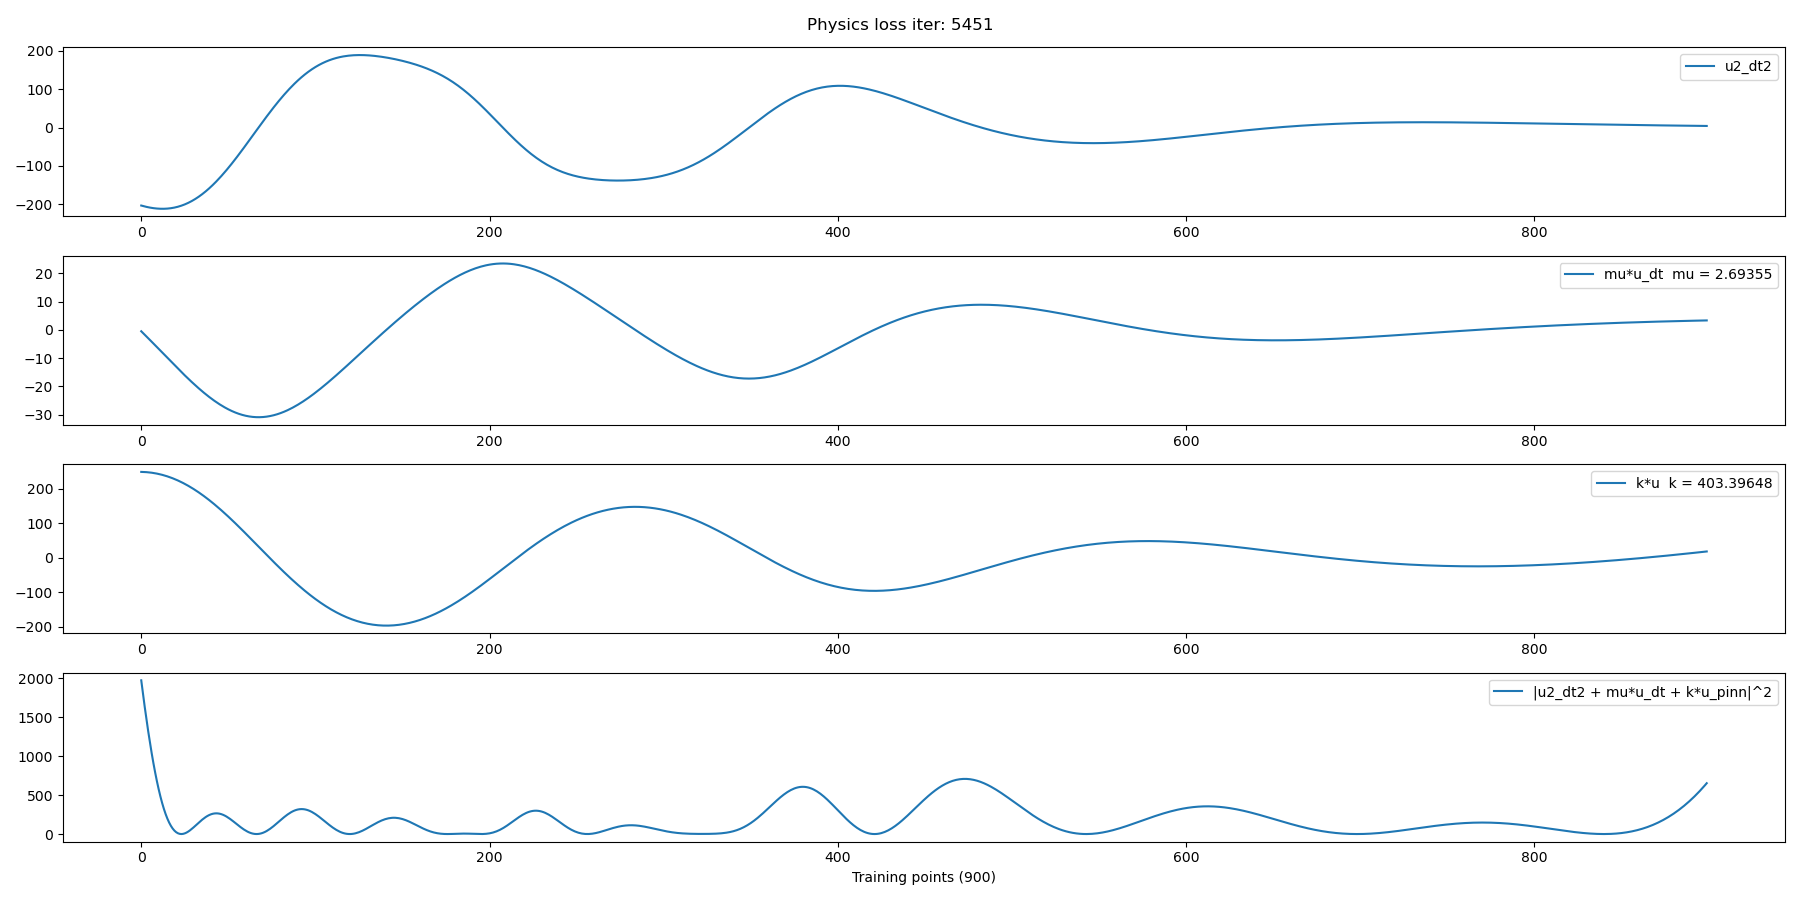 Physics loss iter: 5451
200
100
0
−100
−200
u2_dt2
0 200 400 600 800
20
10
0
−10
−20
−30
mu*u_dt  mu = 2.69355
0 200 400 600 800
200
100
0
−100
−200
k*u  k = 403.39648
0 200 400 600 800
2000
1500
1000
500
0
|u2_dt2 + mu*u_dt + k*u_pinn|^2
0 200 400 600 800
Training points (900)